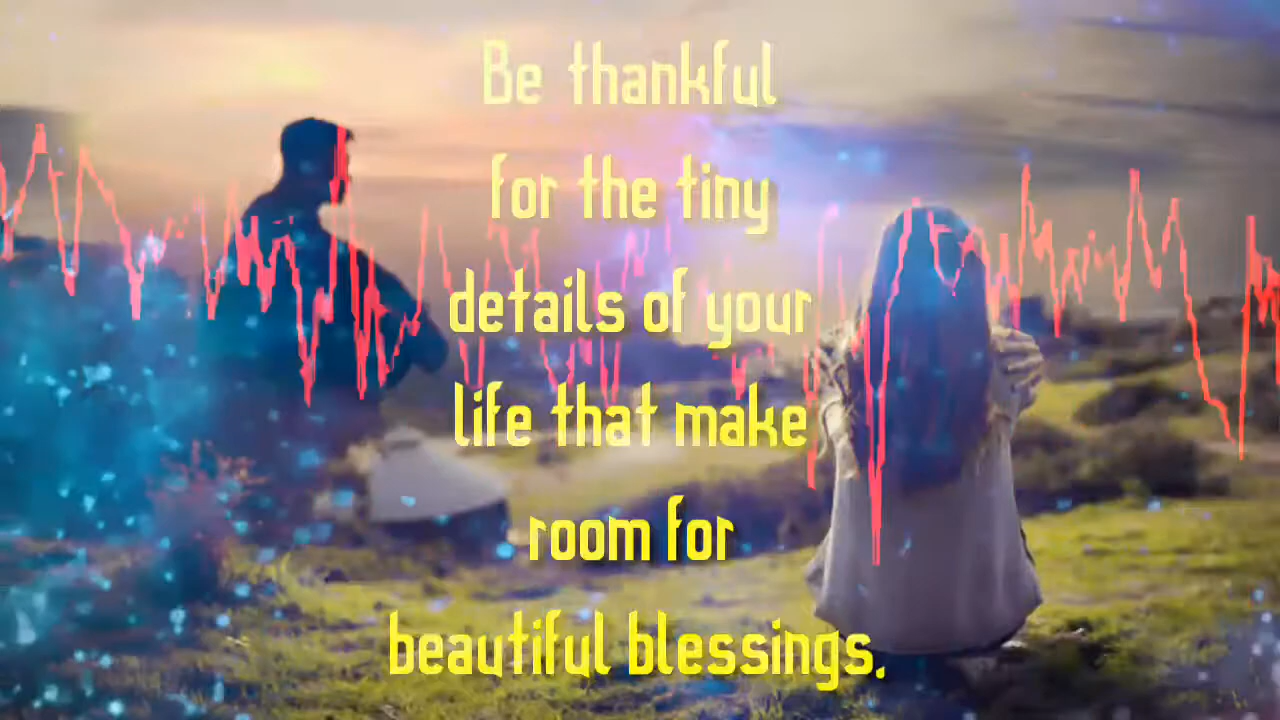 Be thankful
for the tiny
details of your
life that make
room for
beautiful blessings.